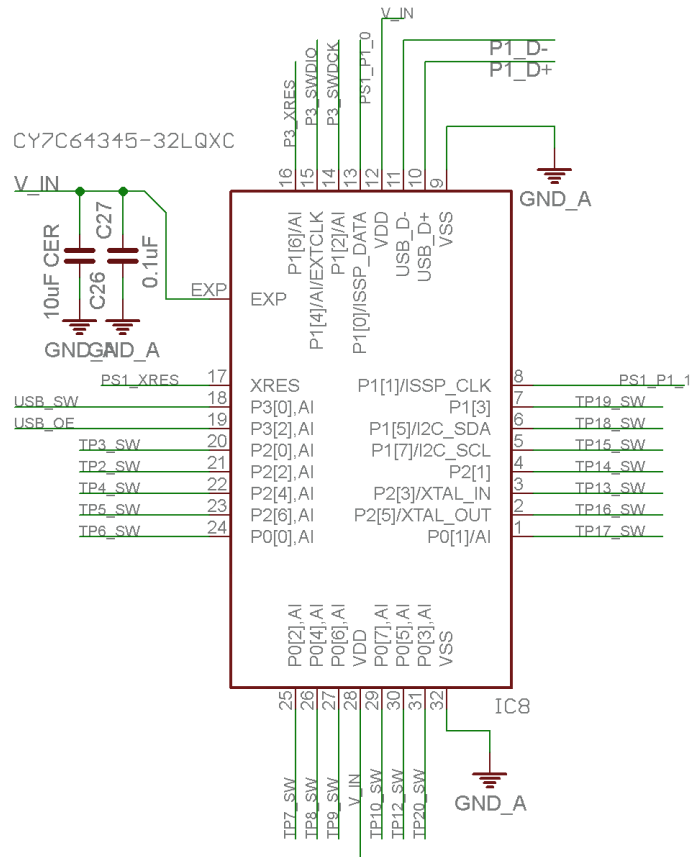 V_IN
P1_D-
P1_D+
P3_XRES
P3_SWDIO
P3_SWDCK
PS1_P1_0
CY7C64345-32LQXC
16
15
14
13
12
11
10
9
GND_A
V_IN
10uF CER
C26
C27
0.1uF
GND_A
GND_A
P1[6]/AI
P1[4]/AI/EXTCLK
P1[2]/AI
P1[0]/ISSP_DATA
VDD
USB_D-
USB_D+
VSS
EXP
EXP
PS1_XRES 17 XRES
USB_SW 18 P3[0],AI
USB_OE 19 P3[2],AI
TP3_SW 20 P2[0],AI
TP2_SW 21 P2[2],AI
TP4_SW 22 P2[4],AI
TP5_SW 23 P2[6],AI
TP6_SW 24 P0[0],AI
P1[1]/ISSP_CLK 8 PS1_P1_1
P1[3] 7 TP19_SW
P1[5]/I2C_SDA 6 TP18_SW
P1[7]/I2C_SCL 5 TP15_SW
P2[1] 4 TP14_SW
P2[3]/XTAL_IN 3 TP13_SW
P2[5]/XTAL_OUT 2 TP16_SW
P0[1]/AI 1 TP17_SW
P0[2],AI
P0[4],AI
P0[6],AI
VDD
P0[7],AI
P0[5],AI
P0[3],AI
VSS
25
26
27
28
29
30
31
32
IC8
TP7_SW
TP8_SW
TP9_SW
V_IN
TP10_SW
TP12_SW
TP20_SW
GND_A